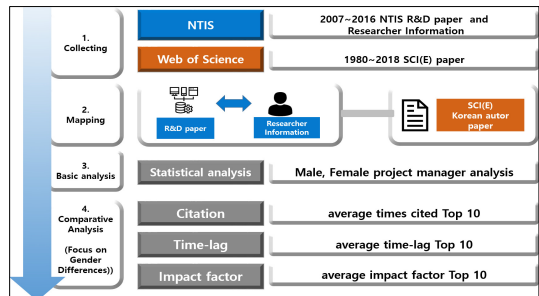 1.
Collecting
NTIS
2007~2016 NTIS R&D paper and
Researcher Information
Web of Science
1980~2018 SCI(E) paper
2.
Mapping
R&D paper
Researcher
Information
SCI(E)
Korean autor
paper
3.
Basic analysis
Statistical analysis
Male, Female project manager analysis
4.
Comparative
Analysis
(Focus on
Gender
Differences))
Citation
average times cited Top 10
Time-lag
average time-lag Top 10
Impact factor
average impact factor Top 10